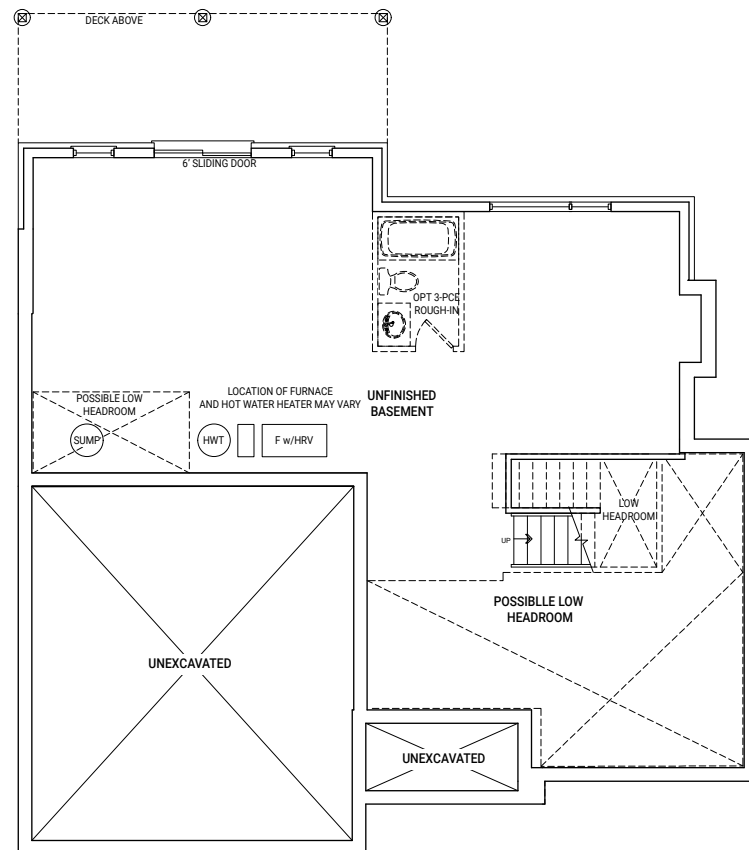 DECK ABOVE
6' SLIDING DOOR
OPT 3-PCE
ROUGH-IN
POSSIBLE LOW
HEADROOM
SUMP
LOCATION OF FURNACE
AND HOT WATER HEATER MAY VARY
HWT
F w/HRV
UNFINISHED
BASEMENT
LOW
HEADROOM
UP
POSSIBLLE LOW
HEADROOM
UNEXCAVATED
UNEXCAVATED